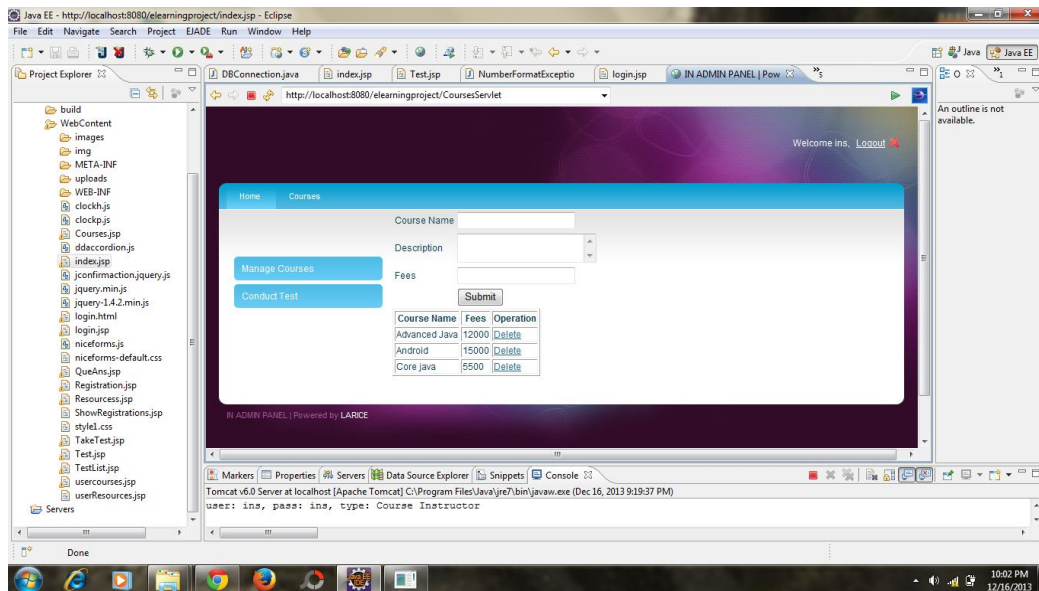 Java EE - http://localhost:8080/elearningproject/index.jsp - Eclipse
File Edit Navigate Search Project EJADE Run Window Help
Java Java EE
Project Explorer
DBConnection.java index.jsp Test.jsp NumberFormatExceptio login.jsp IN ADMIN PANEL | Pow »5
O »1
http://localhost:8080/elearningproject/CoursesServlet
An outline is not
available.
build
WebContent
images
img
META-INF
uploads
WEB-INF
clockh.js
clockp.js
Courses.jsp
ddaccordion.js
index.jsp
jconfirmaction.jquery.js
jquery.min.js
jquery-1.4.2.min.js
login.html
login.jsp
niceforms.js
niceforms-default.css
QueAns.jsp
Registration.jsp
Resourcess.jsp
ShowRegistrations.jsp
style1.css
TakeTest.jsp
Test.jsp
TestList.jsp
usercourses.jsp
userResources.jsp
Servers
Welcome ins, Logout
Home Courses
Manage Courses
Conduct Test
Course Name
Description
Fees
Submit
Course Name Fees Operation
Advanced Java 12000 Delete
Android 15000 Delete
Core java 5500 Delete
IN ADMIN PANEL | Powered by LARICE
Markers Properties Servers Data Source Explorer Snippets Console
Tomcat v6.0 Server at localhost [Apache Tomcat] C:\Program Files\Java\jre7\bin\javaw.exe (Dec 16, 2013 9:19:37 PM)
user: ins, pass: ins, type: Course Instructor
Done
10:02 PM
12/16/2013